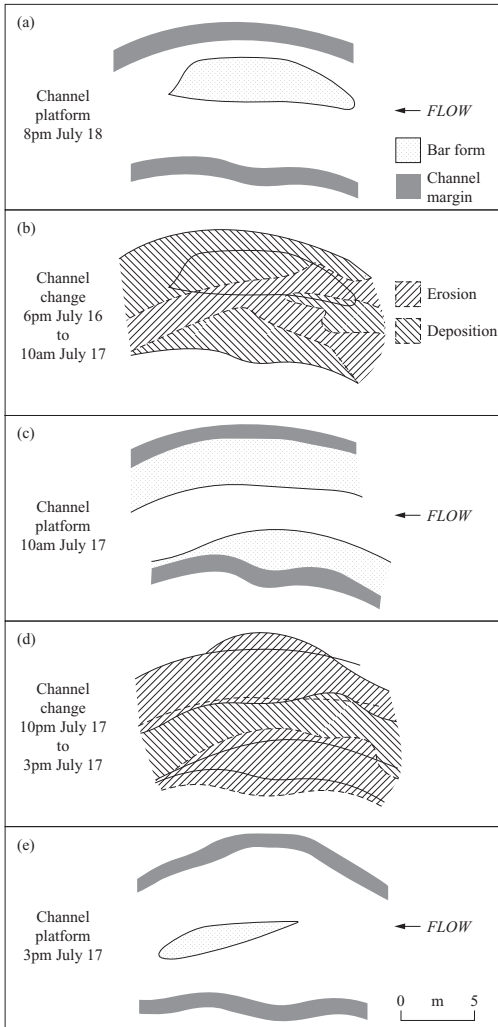 (a)
Channel
platform
8pm July 18
FLOW
Bar form
Channel
margin
(b)
Channel
change
6pm July 16
to
10am July 17
Erosion
Deposition
(c)
Channel
platform
10am July 17
FLOW
(d)
Channel
change
10pm July 17
to
3pm July 17
(e)
Channel
platform
3pm July 17
FLOW
0 m 5